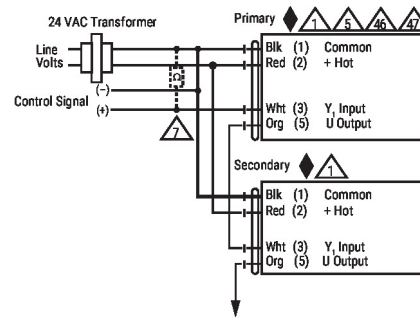 24 VAC Transformer
Primary 1 5 46 47
Line
Volts
Blk (1) Common
Red (2) + Hot
Control Signal (–)
(+)
Ω
7
Wht (3) Y1 Input
Org (5) U Output
Secondary 1
Blk (1) Common
Red (2) + Hot
Wht (3) Y1 Input
Org (5) U Output